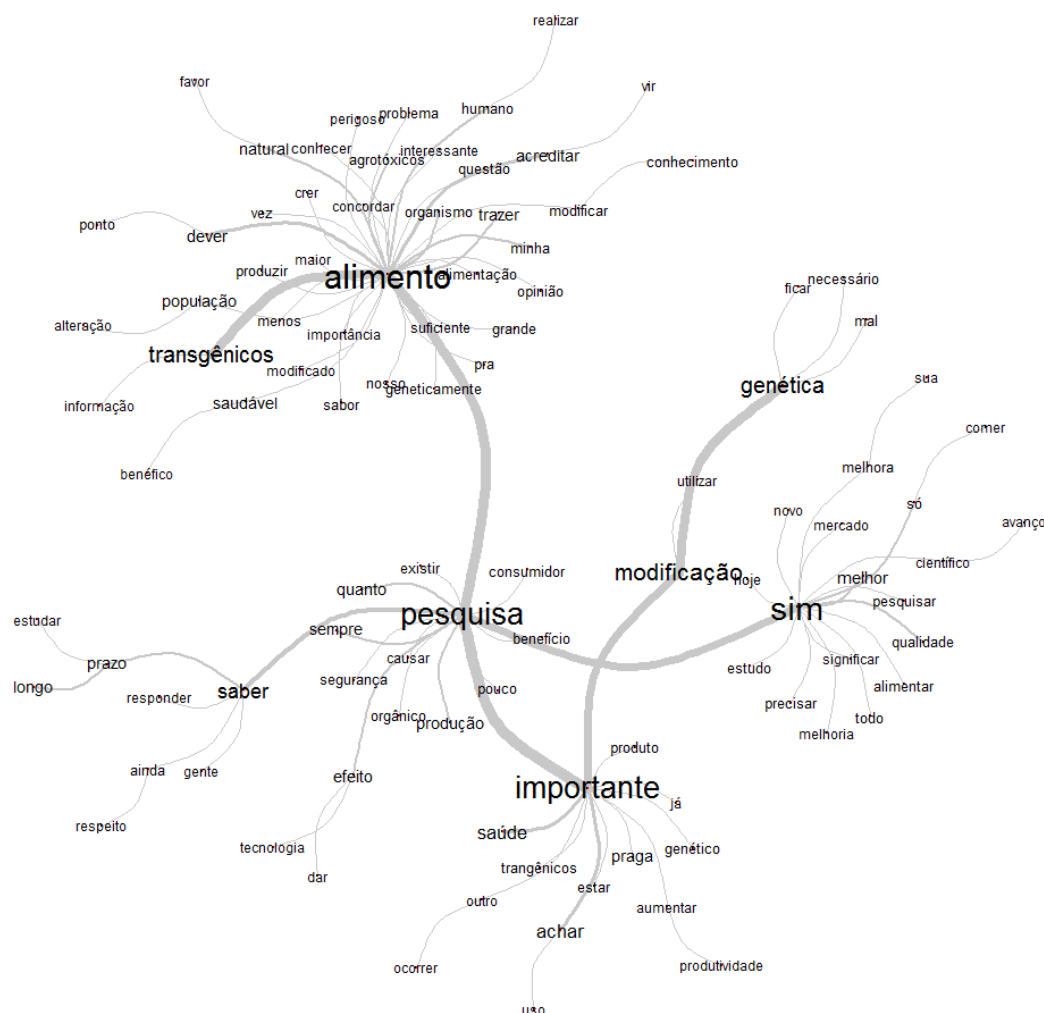 realizar
favor
vir
humano
problema
perigoso
natural
conhecer
interessante
agrotóxicos
questão
acreditar
conhecimento
crer
concordar
organismo
trazer
modificar
vez
ponto
dever
minha
maior
produzir
alimento
alimentação
necessário
ficar
opinião
população
menos
importância
suficiente
grande
mal
alteração
transgênicos
modificado
pra
nosso
geneticamente
genética
sua
informação
saudável
sabor
comer
benéfico
utilizar
melhora
só
novo
mercado
avanço
existir
consumidor
modificação
hoje
melhor
científico
quanto
pesquisa
sim
pesquisar
estudar
sempre
benefício
qualidade
prazo
causar
longo
responder
saber
segurança
pouco
estudo
significar
alimentar
orgânico
produção
precisar
todo
melhoria
ainda
gente
efeito
produto
importante
já
respeito
saúde
tecnologia
genético
trangênicos
praga
dar
estar
outro
aumentar
achar
ocorrer
produtividade
uso